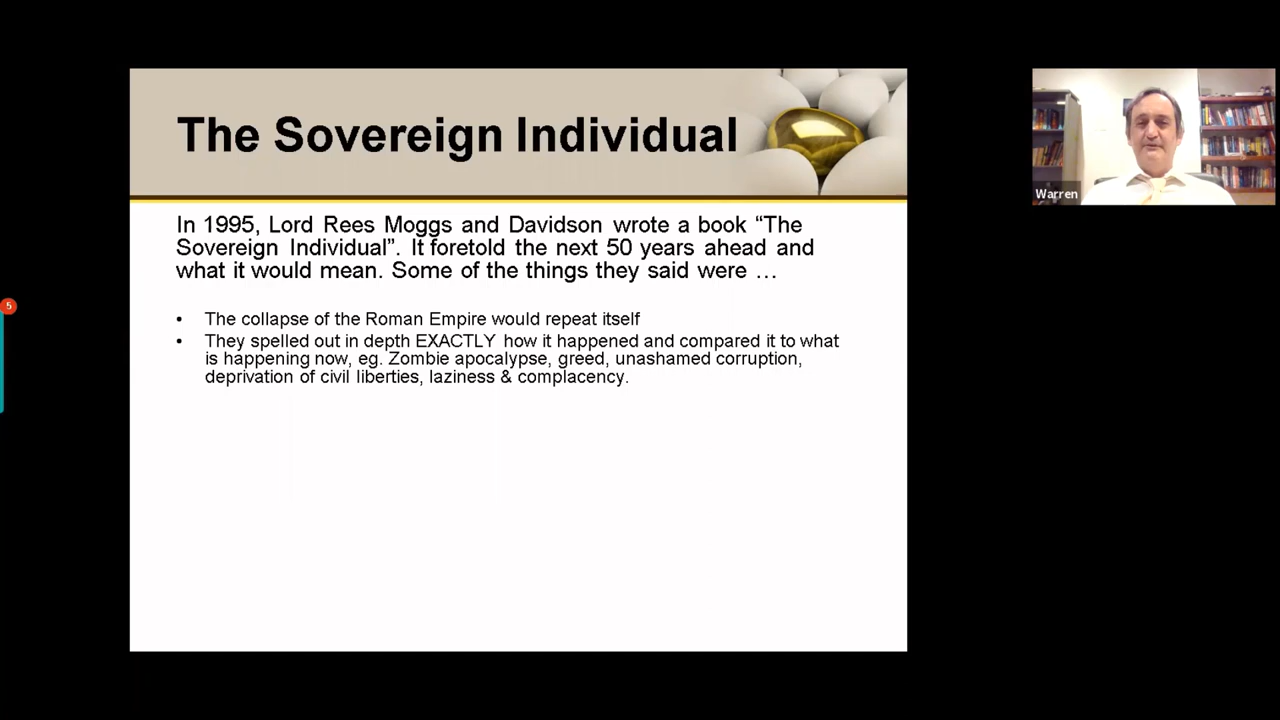 The Sovereign Individual
In 1995, Lord Rees Moggs and Davidson wrote a book “The
Sovereign Individual”. It foretold the next 50 years ahead and
what it would mean. Some of the things they said were …
• The collapse of the Roman Empire would repeat itself
• They spelled out in depth EXACTLY how it happened and compared it to what
is happening now, eg. Zombie apocalypse, greed, unashamed corruption,
deprivation of civil liberties, laziness & complacency.
Warren
5